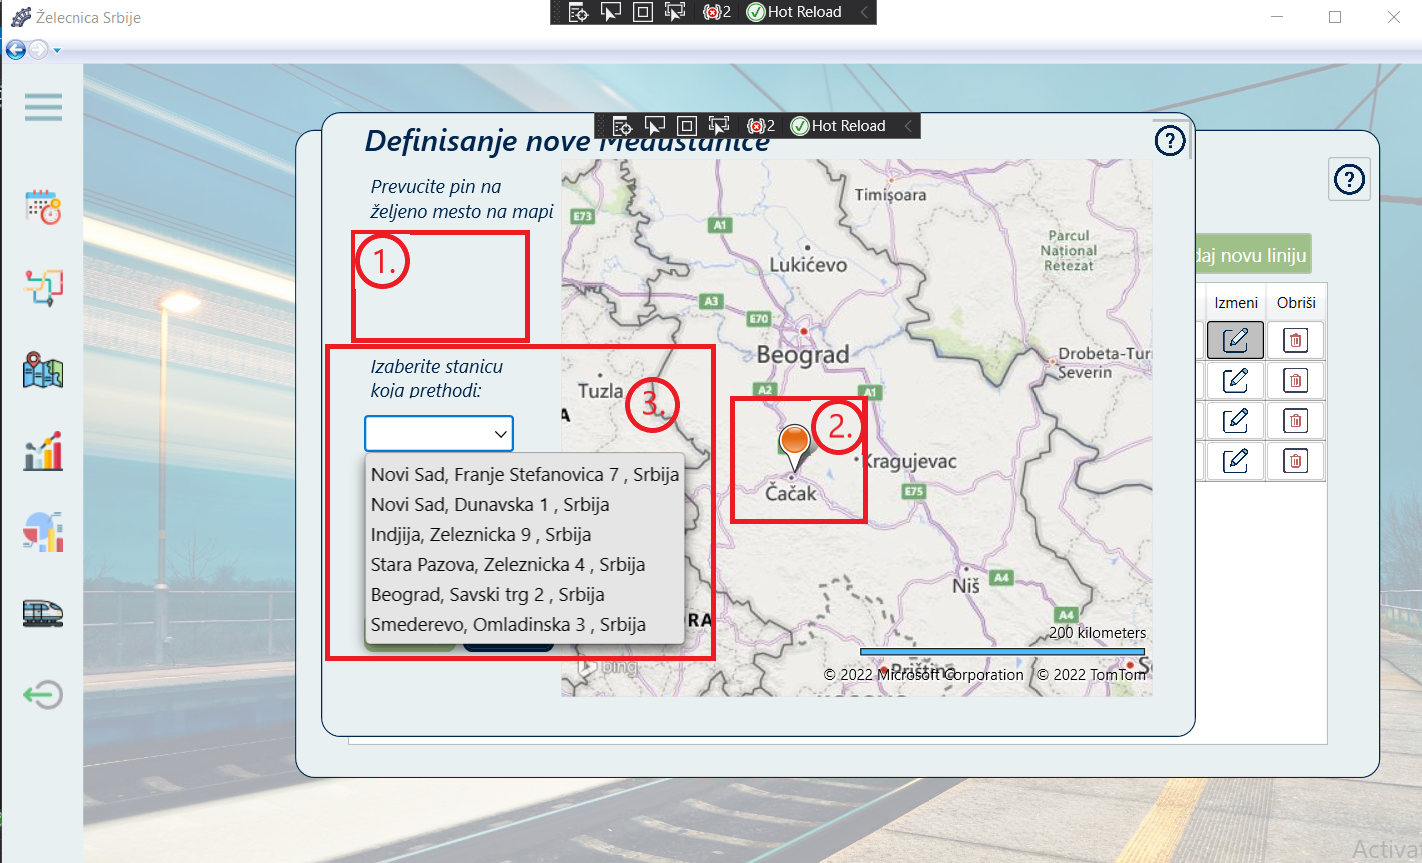 Želecnica Srbije
2
Hot Reload
2
Hot Reload
Definisanje nove Međustanice
Prevucite pin na
željeno mesto na mapi
1.
Izaberite stanicu
koja prethodi:
3.
Novi Sad, Franje Stefanovica 7 , Srbija
Novi Sad, Dunavska 1 , Srbija
Indjija, Zeleznicka 9 , Srbija
Stara Pazova, Zeleznicka 4 , Srbija
Beograd, Savski trg 2 , Srbija
Smederevo, Omladinska 3 , Srbija
Timișoara
E73
A1
Parcul
National
Retezat
Lukićevo
A3
E70
Beograd
Drobeta-Tur
Severin
Tuzla
A2
A1
A
2.
Kragujevac
Čačak
E75
Niš
A4
A4
RA
200 kilometers
bing
Priština
S
© 2022 Microsoft Corporation
© 2022 TomTom
?
?
daj novu liniju
Izmeni
Obriši
Activa